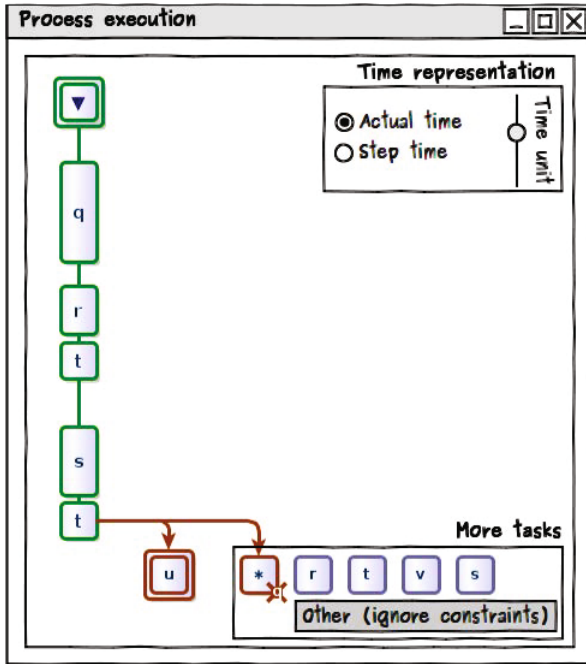 Process execution
Time representation
Actual time
Step time
Time unit
q
r
t
s
t
More tasks
u
* r t v s
Other (ignore constraints)